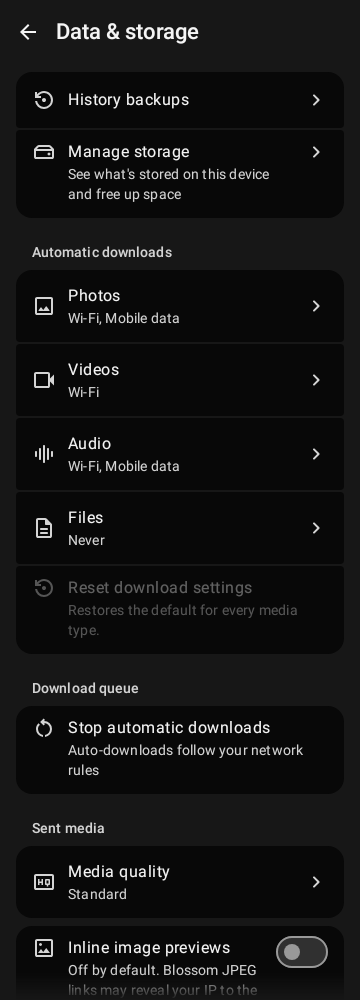 Data & storage
History backups
Manage storage
See what's stored on this device
and free up space
Automatic downloads
Photos
Wi-Fi, Mobile data
Videos
Wi-Fi
Audio
Wi-Fi, Mobile data
Files
Never
Reset download settings
Restores the default for every media
type.
Download queue
Stop automatic downloads
Auto-downloads follow your network
rules
Sent media
HQ
Media quality
Standard
Inline image previews
Off by default. Blossom JPEG
links may reveal your IP to the